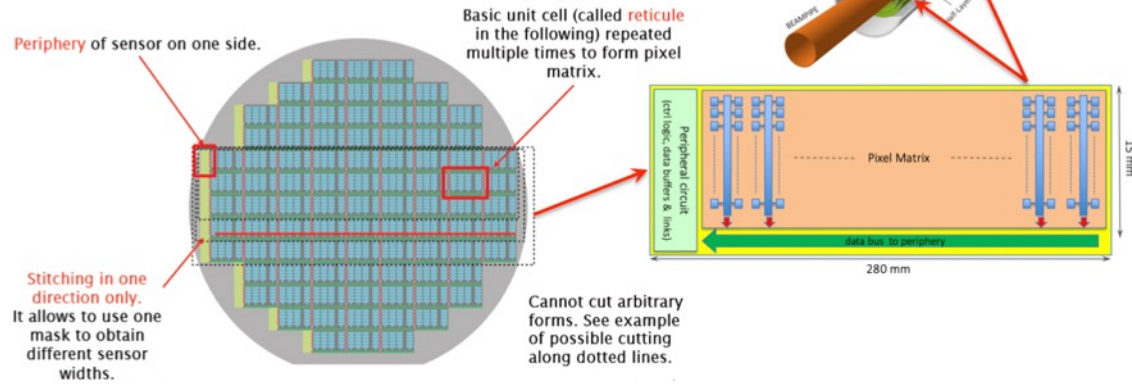 Periphery of sensor on one side.
Basic unit cell (called reticule
in the following) repeated
multiple times to form pixel
matrix.
BEAMPIPE
Half-Layer
Peripheral circuit
(ctrl logic, data buffers & links)
Pixel Matrix
15 mm
data bus to periphery
280 mm
Stitching in one
direction only.
It allows to use one
mask to obtain
different sensor
widths.
Cannot cut arbitrary
forms. See example
of possible cutting
along dotted lines.